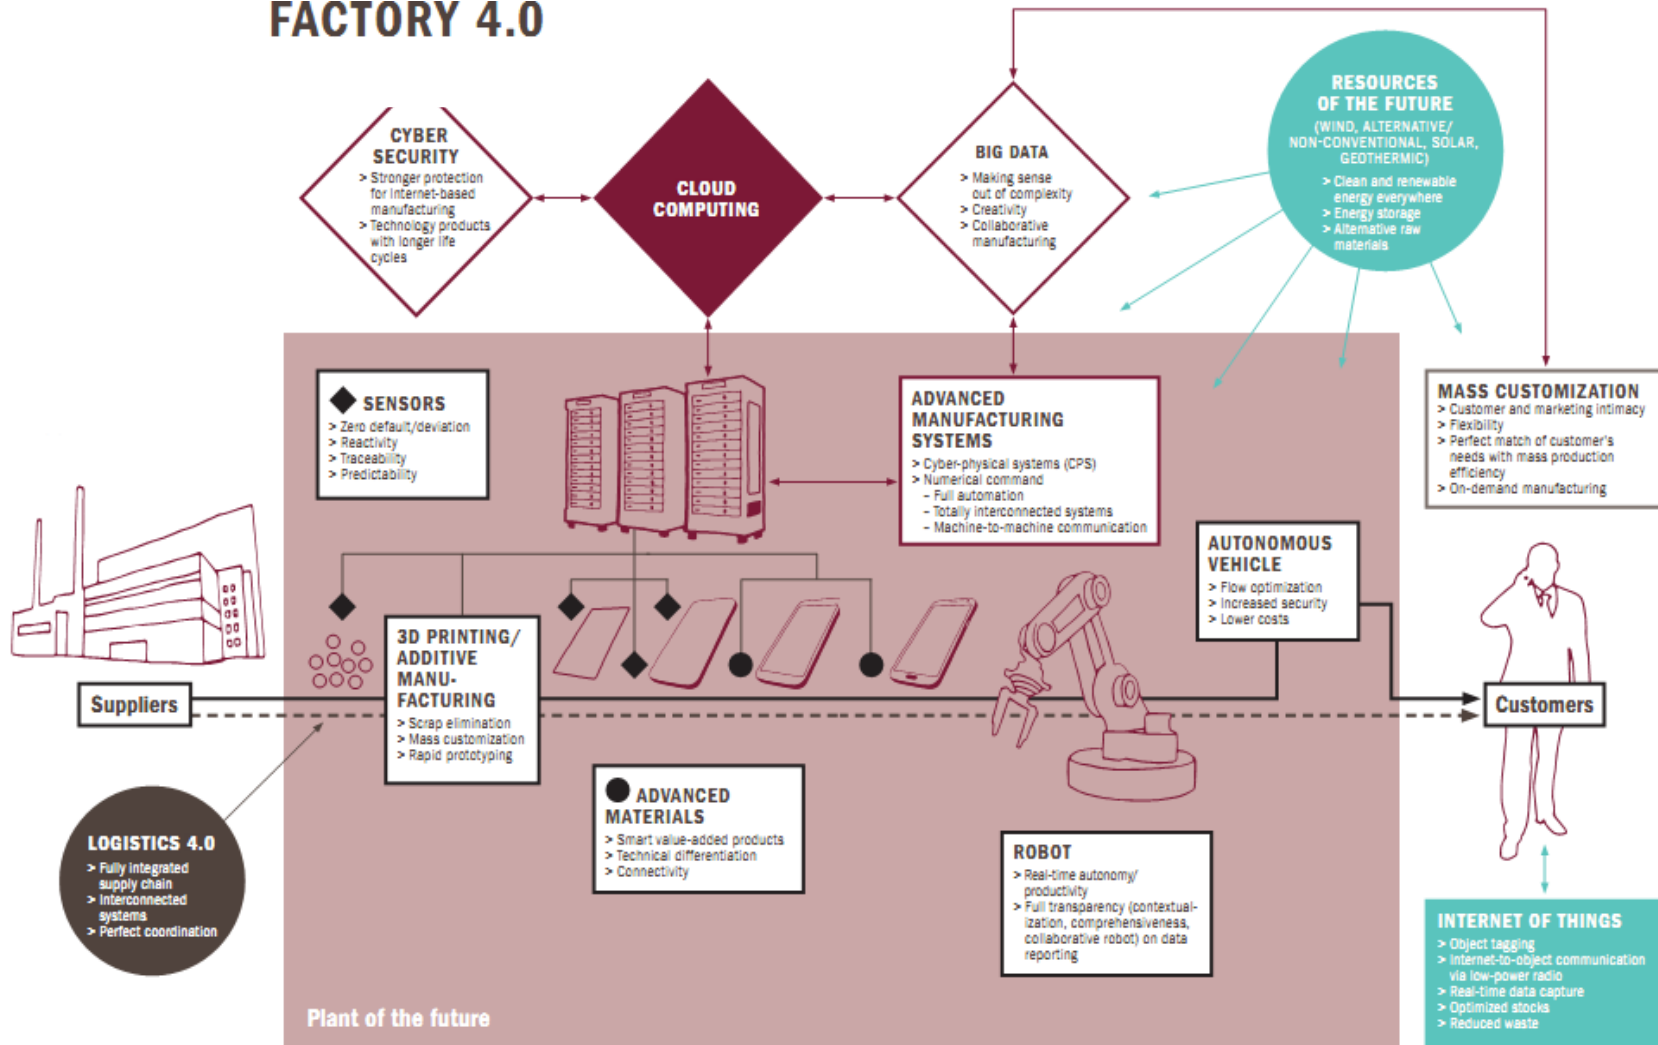 FACTORY 4.0
CYBER
SECURITY
> Stronger protection
for Internet-based
manufacturing
> Technology products
with longer life
cycles
CLOUD
COMPUTING
BIG DATA
> Making sense
out of complexity
> Creativity
> Collaborative
manufacturing
RESOURCES
OF THE FUTURE
(WIND, ALTERNATIVE/
NON-CONVENTIONAL, SOLAR,
GEOTHERMIC)
> Clean and renewable
energy everywhere
> Energy storage
> Alternative raw
materials
SENSORS
> Zero default/deviation
> Reactivity
> Traceability
> Predictability
ADVANCED
MANUFACTURING
SYSTEMS
> Cyber-physical systems (CPS)
> Numerical command
– Full automation
– Totally interconnected systems
– Machine-to-machine communication
MASS CUSTOMIZATION
> Customer and marketing intimacy
> Flexibility
> Perfect match of customer's
needs with mass production
efficiency
> On-demand manufacturing
AUTONOMOUS
VEHICLE
> Flow optimization
> Increased security
> Lower costs
3D PRINTING/
ADDITIVE
MANU-
FACTURING
> Scrap elimination
> Mass customization
> Rapid prototyping
Suppliers
Customers
LOGISTICS 4.0
> Fully integrated
supply chain
> Interconnected
systems
> Perfect coordination
ADVANCED
MATERIALS
> Smart value-added products
> Technical differentiation
> Connectivity
ROBOT
> Real-time autonomy/
productivity
> Full transparency (contextual-
ization, comprehensiveness,
collaborative robot) on data
reporting
INTERNET OF THINGS
> Object tagging
> Internet-to-object communication
via low-power radio
> Real-time data capture
> Optimized stocks
> Reduced waste
Plant of the future